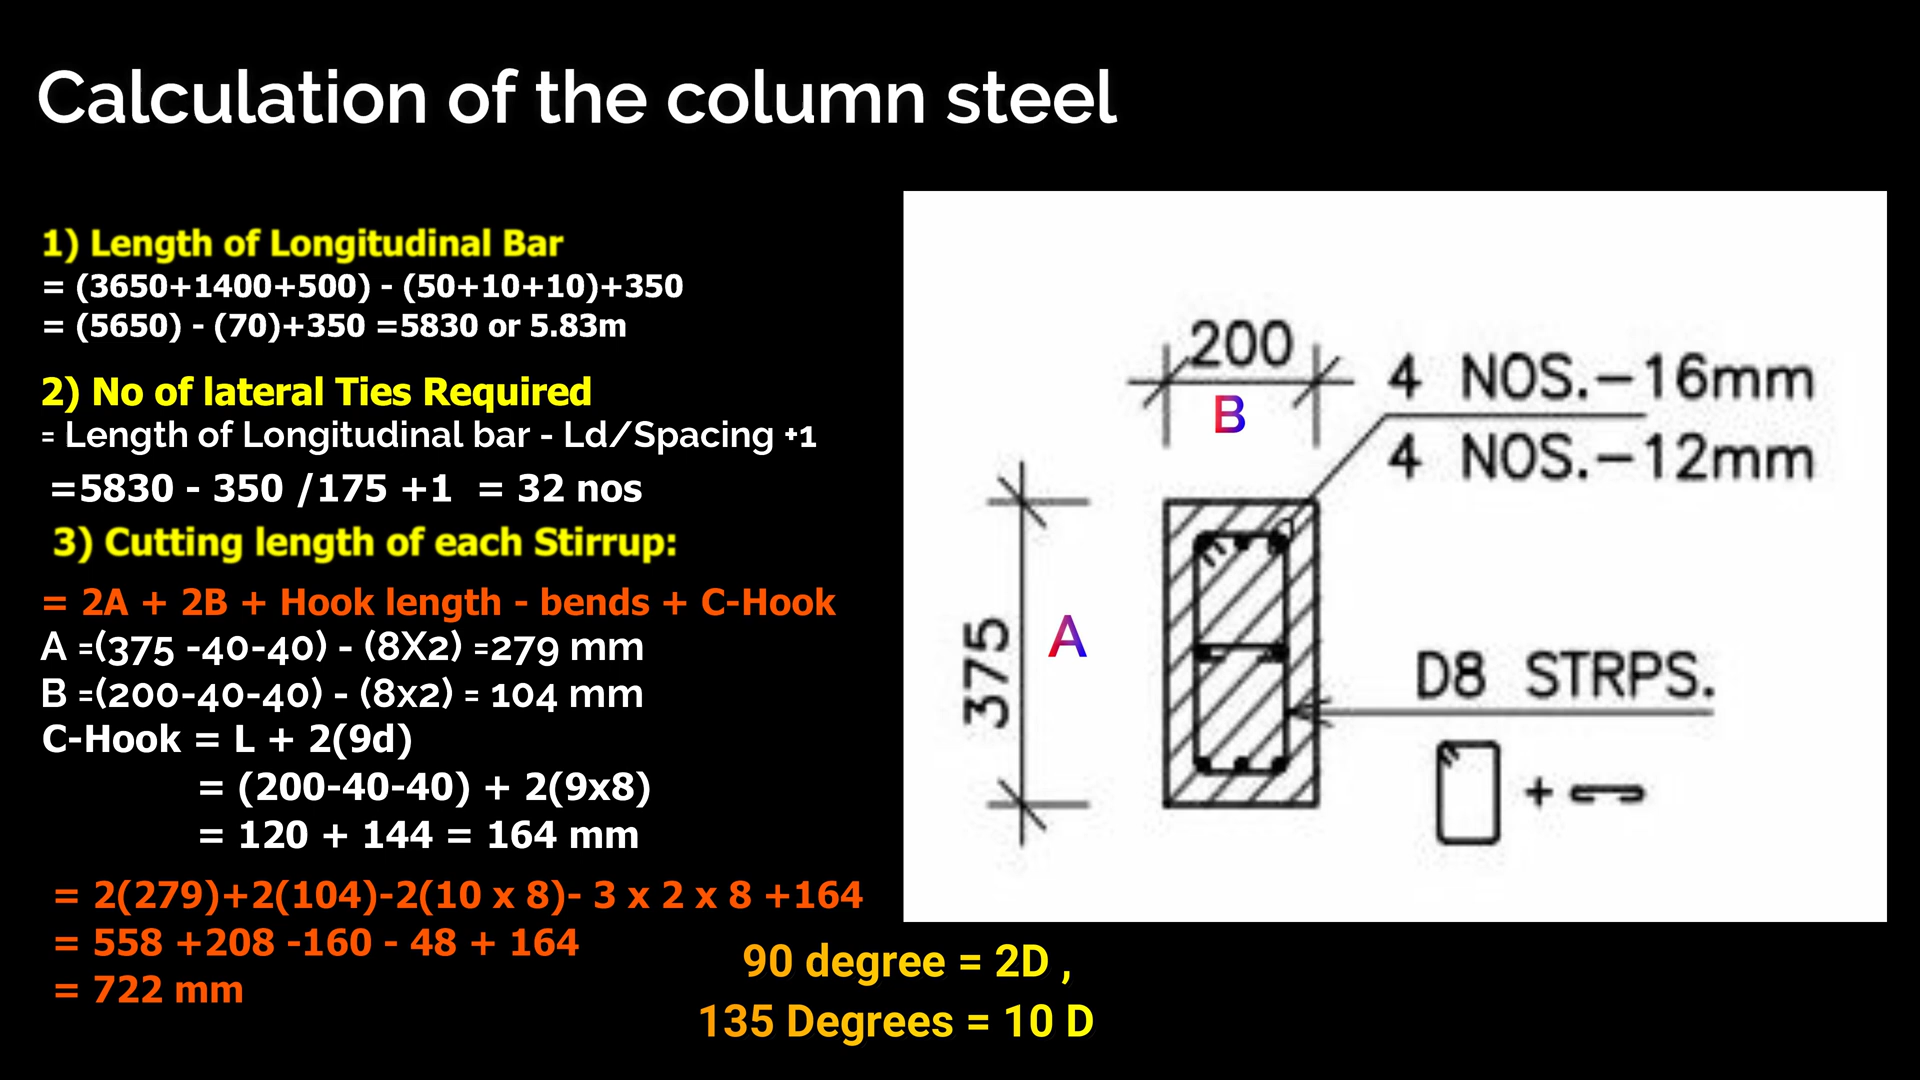 Calculation of the column steel
1) Length of Longitudinal Bar
= (3650+1400+500) - (50+10+10)+350
= (5650) - (70)+350 =5830 or 5.83m
2) No of lateral Ties Required
= Length of Longitudinal bar - Ld/Spacing +1
=5830 - 350 /175 +1 = 32 nos
3) Cutting length of each Stirrup:
= 2A + 2B + Hook length - bends + C-Hook
A =(375 -40-40) - (8X2) =279 mm
B =(200-40-40) - (8x2) = 104 mm
C-Hook = L + 2(9d)
= (200-40-40) + 2(9x8)
= 120 + 144 = 164 mm
= 2(279)+2(104)-2(10 x 8)- 3 x 2 x 8 +164
= 558 +208 -160 - 48 + 164
= 722 mm
200
B
4 NOS.-16mm
4 NOS.-12mm
375
A
D8 STRPS.
+
90 degree = 2D ,
135 Degrees = 10 D